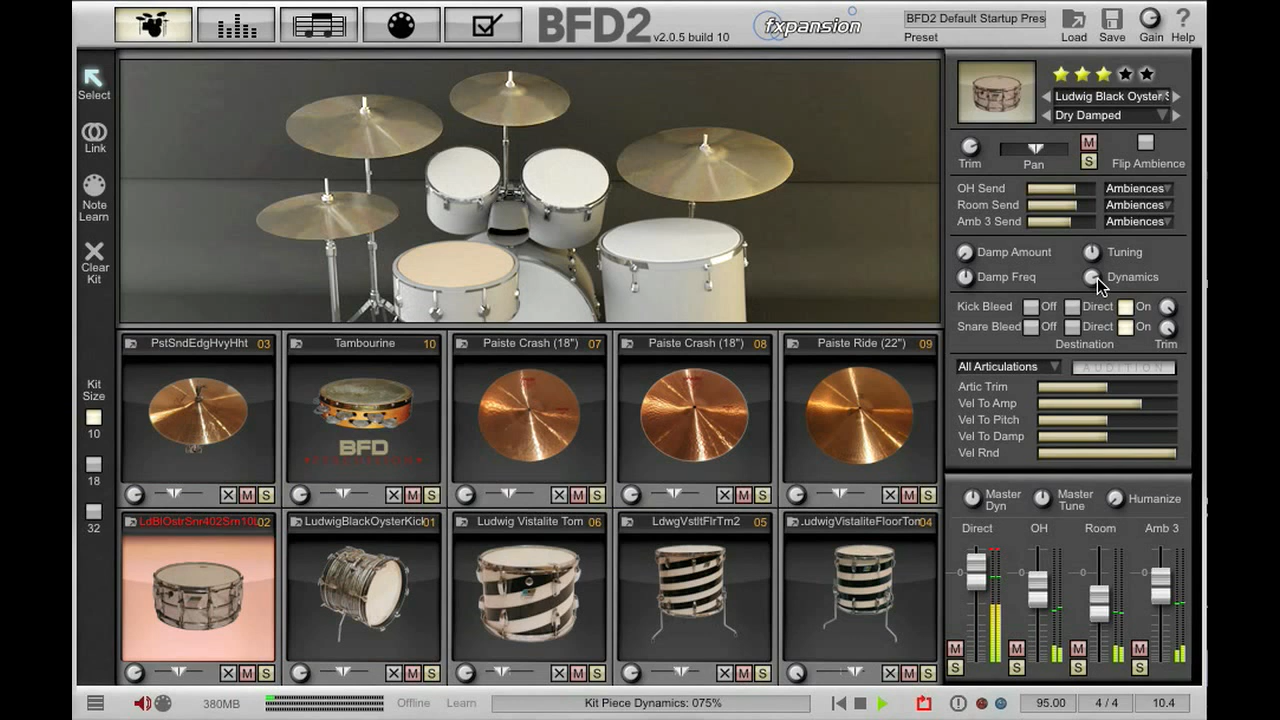 BFD2 v2.0.5 build 10
fxpansion
BFD2 Default Startup Pres
Preset
Load
Save
Gain
Help
Select
Link
Note
Learn
Clear
Kit
Kit
Size
10
18
32
Ludwig Black Oyster S
Dry Damped
Trim
Pan
M
S
Flip Ambience
OH Send Ambiences
Room Send Ambiences
Amb 3 Send Ambiences
Damp Amount Tuning
Damp Freq Dynamics
Kick Bleed Off Direct On
Snare Bleed Off Direct On
Destination Trim
All Articulations AUDITION
Artic Trim
Vel To Amp
Vel To Pitch
Vel To Damp
Vel Rnd
PstSndEdgHvyHht 03
Tambourine 10
Paiste Crash (18") 07
Paiste Crash (18") 08
Paiste Ride (22") 09
BFD
X M S X M S X M S X M S X M S
LdBlOstrSnr402Sm10L 02
LudwigBlackOysterKick 01
Ludwig Vistalite Tom 06
LdwgVstltFlrTm2 05
.udwigVistaliteFloorTom 04
X M S X M S X M S X M S X M S
Master
Dyn
Master
Tune
Humanize
Direct OH Room Amb 3
0 0
M M M M
S S S S
380MB
Offline
Learn
Kit Piece Dynamics: 075%
95.00
4 / 4
10.4